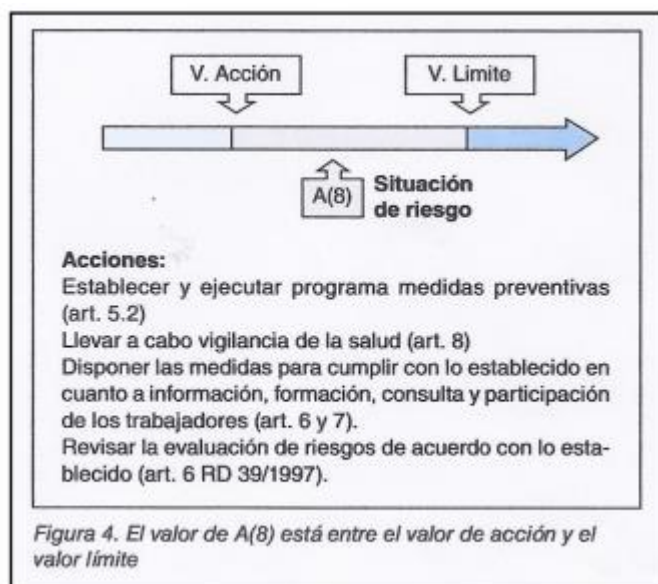 V. Acción
V. Limite
A(8)
Situación
de riesgo
Acciones:
Establecer y ejecutar programa medidas preventivas
(art. 5.2)
Llevar a cabo vigilancia de la salud (art. 8)
Disponer las medidas para cumplir con lo establecido en
cuanto a información, formación, consulta y participación
de los trabajadores (art. 6 y 7).
Revisar la evaluación de riesgos de acuerdo con lo esta-
blecido (art. 6 RD 39/1997).
Figura 4. El valor de A(8) está entre el valor de acción y el
valor límite